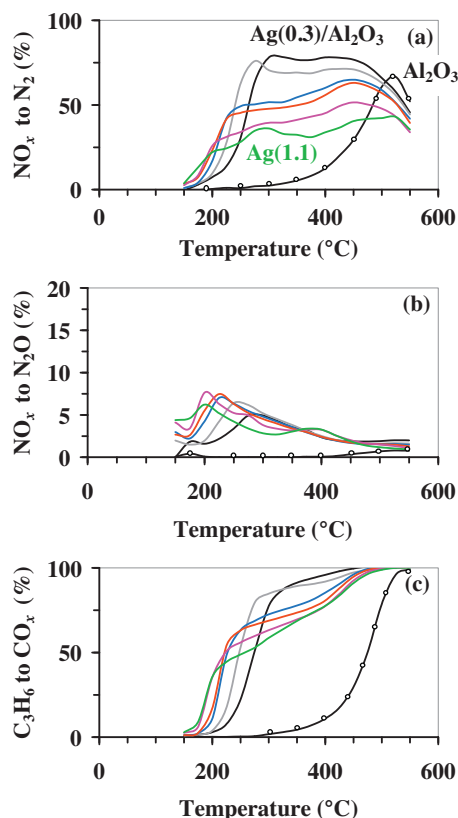 NOx to N2 (%)
100
75
50
25
0
Ag(0.3)/Al2O3
(a)
Al2O3
Ag(1.1)
0 200 400 600
Temperature (°C)
NOx to N2O (%)
20
15
10
5
0
(b)
0 200 400 600
Temperature (°C)
C3H6 to COx (%)
100
50
0
(c)
0 200 400 600
Temperature (°C)